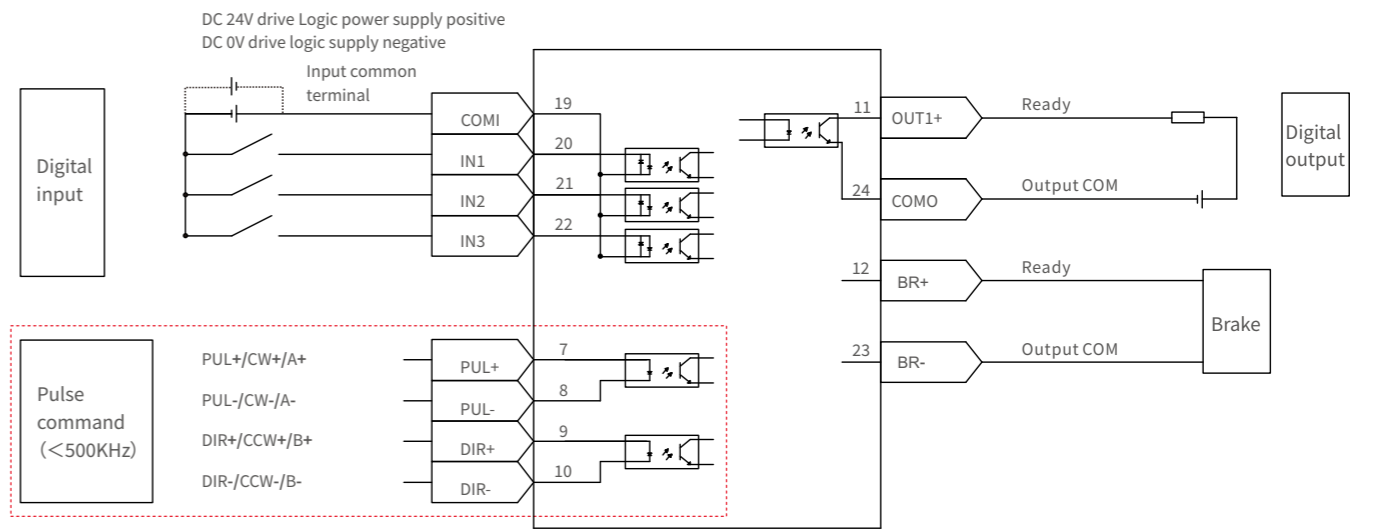 DC 24V drive Logic power supply positive
DC 0V drive logic supply negative
Input common
terminal
Digital
input
COMI
19
IN1
20
IN2
21
IN3
22
11
OUT1+
Ready
24
COMO
Output COM
Digital
output
12
BR+
Ready
23
BR-
Output COM
Brake
Pulse
command
(<500KHz)
PUL+/CW+/A+
PUL+
7
PUL-/CW-/A-
PUL-
8
DIR+/CCW+/B+
DIR+
9
DIR-/CCW-/B-
DIR-
10